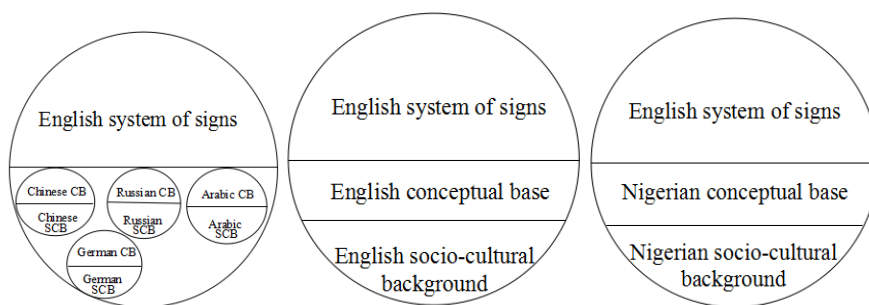 English system of signs
Chinese CB
Chinese
SCB
Russian CB
Russian
SCB
Arabic CB
Arabic
SCB
German CB
German
SCB
English system of signs
English conceptual base
English socio-cultural
background
English system of signs
Nigerian conceptual base
Nigerian socio-cultural
background